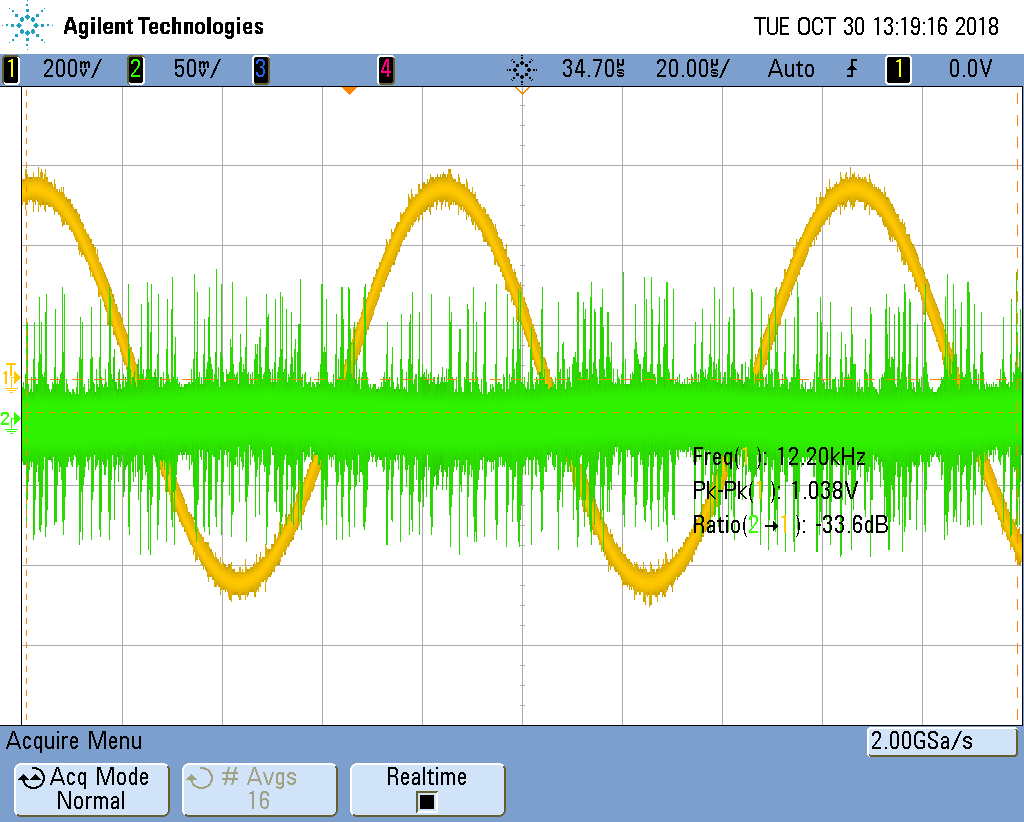 Agilent Technologies TUE OCT 30 13:19:16 2018
1 200mV/ 2 50mV/ 3 4 34.70µs 20.00µs/ Auto 1 0.0V
T
1
2
Freq(1): 12.20kHz
Pk-Pk(1): 1.038V
Ratio(2→1): -33.6dB
Acquire Menu 2.00GSa/s
Acq Mode # Avgs Realtime
Normal 16